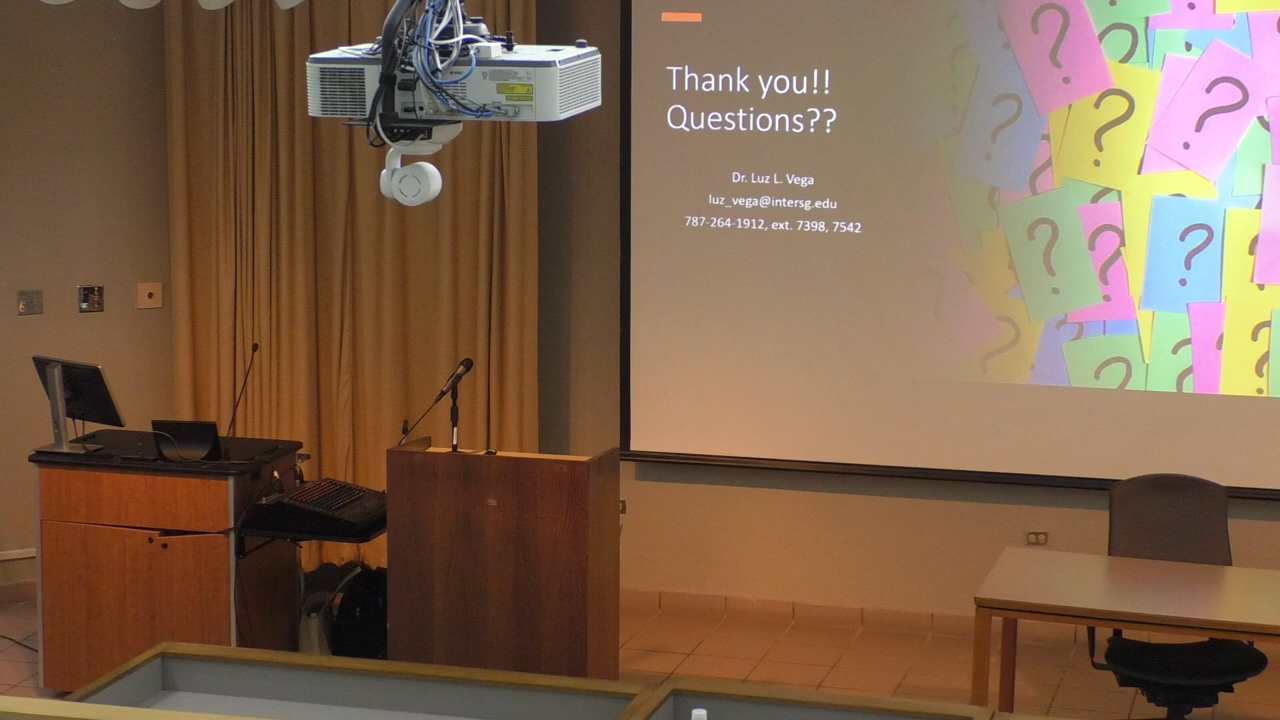 Thank you!!
Questions??
Dr. Luz L. Vega
luz_vega@intersg.edu
787-264-1912, ext. 7398, 7542